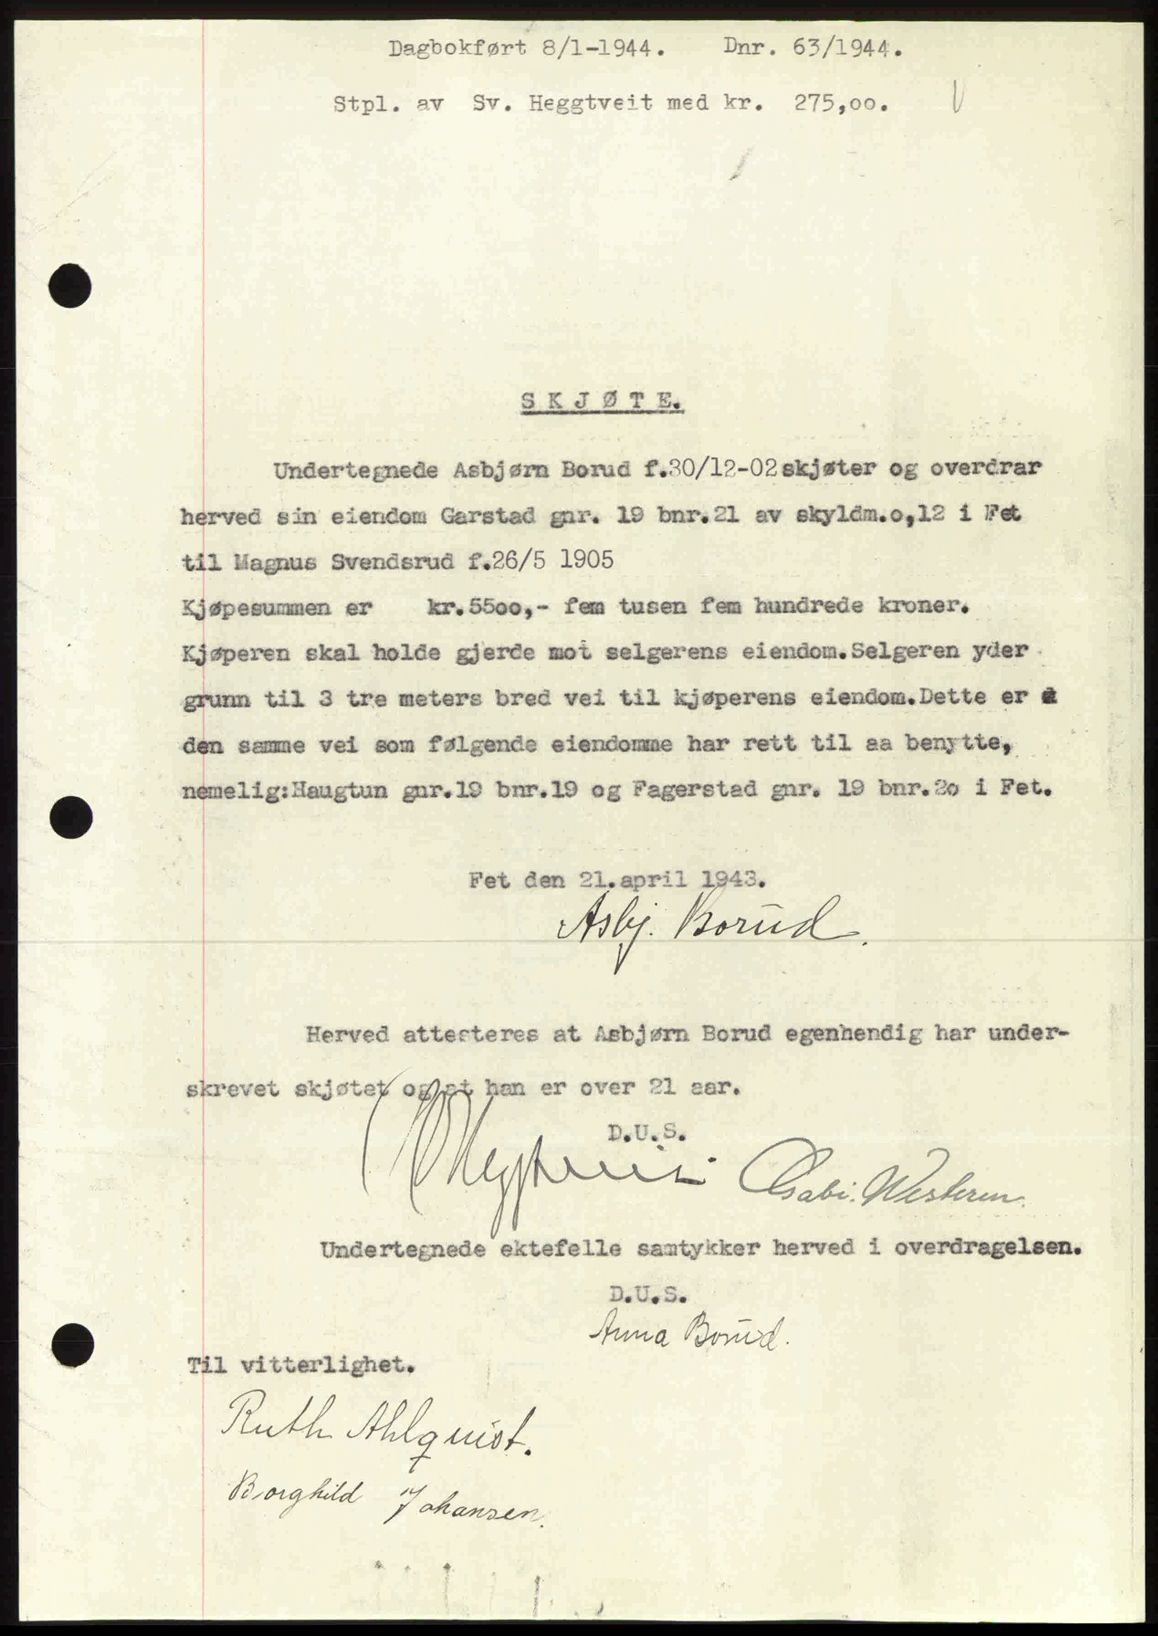 Dagbokført 8/1-1944. Dnr. 63/1944.
Stpl. av Sv. Heggtveit med kr. 275,oo.
S K J Ø T E.
Undertegnede Asbjørn Borud f.30/12-02 skjøter og overdrar
herved sin eiendom Garstad gnr. 19 bnr.21 av skyldm.o,12 i Fet
til Magnus Svendsrud f.26/5 1905
Kjøpesummen er kr.55oo,- fem tusen fem hundrede kroner.
Kjøperen skal holde gjerde mot selgerens eiendom.Selgeren yder
grunn til 3 tre meters bred vei til kjøperens eiendom.Dette er
den samme vei som følgende eiendomme har rett til aa benytte,
nemelig:Haugtun gnr.19 bnr.19 og Fagerstad gnr. 19 bnr.2o i Fet.
Fet den 21.april 1943.
Asbj. Borud.
Herved attesteres at Asbjørn Borud egenhendig har under-
skrevet skjøtet og at han er over 21 aar.
D.U.S.
Westeren.
Undertegnede ektefelle samtykker herved i overdragelsen.
D.U.S.
Anna Borud.
Til vitterlighet.
Ruth Ahlquist.
Borghild Johansen.